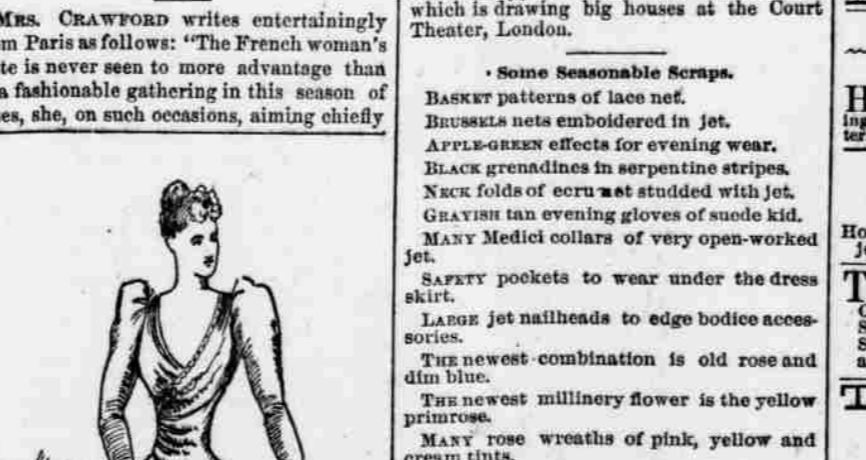 MRS. CRAWFORD writes entertainingly
m Paris as follows: "The French woman's
te is never seen to more advantage than
a fashionable gathering in this season of
es, she, on such occasions, aiming chiefly
which is drawing big houses at the Court
Theater, London.
Some Seasonable Scraps.
BASKET patterns of lace net.
BRUSSELS nets emboidered in jet.
APPLE-GREEN effects for evening wear.
BLACK grenadines in serpentine stripes.
NECK folds of ecru net studded with jet.
GRAYISH tan evening gloves of suede kid.
MANY Medici collars of very open-worked
jet.
SAFETY pockets to wear under the dress
skirt.
LARGE jet nailheads to edge bodice acces-
sories.
THE newest combination is old rose and
dim blue.
THE newest millinery flower is the yellow
primrose.
MANY rose wreaths of pink, yellow and
cream tints.
H
ing
ter
Ho
T
T